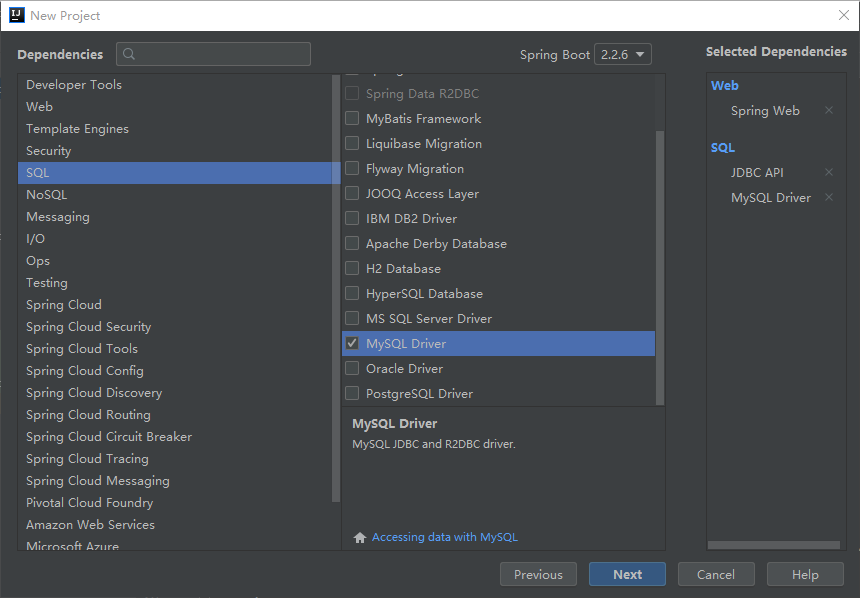 New Project
Dependencies
Spring Boot 2.2.6
Selected Dependencies
Developer Tools
Web
Template Engines
Security
SQL
NoSQL
Messaging
I/O
Ops
Testing
Spring Cloud
Spring Cloud Security
Spring Cloud Tools
Spring Cloud Config
Spring Cloud Discovery
Spring Cloud Routing
Spring Cloud Circuit Breaker
Spring Cloud Tracing
Spring Cloud Messaging
Pivotal Cloud Foundry
Amazon Web Services
Microsoft Azure
Spring Data R2DBC
MyBatis Framework
Liquibase Migration
Flyway Migration
JOOQ Access Layer
IBM DB2 Driver
Apache Derby Database
H2 Database
HyperSQL Database
MS SQL Server Driver
MySQL Driver
Oracle Driver
PostgreSQL Driver
MySQL Driver
MySQL JDBC and R2DBC driver.
Accessing data with MySQL
Web
Spring Web
SQL
JDBC API
MySQL Driver
Previous
Next
Cancel
Help